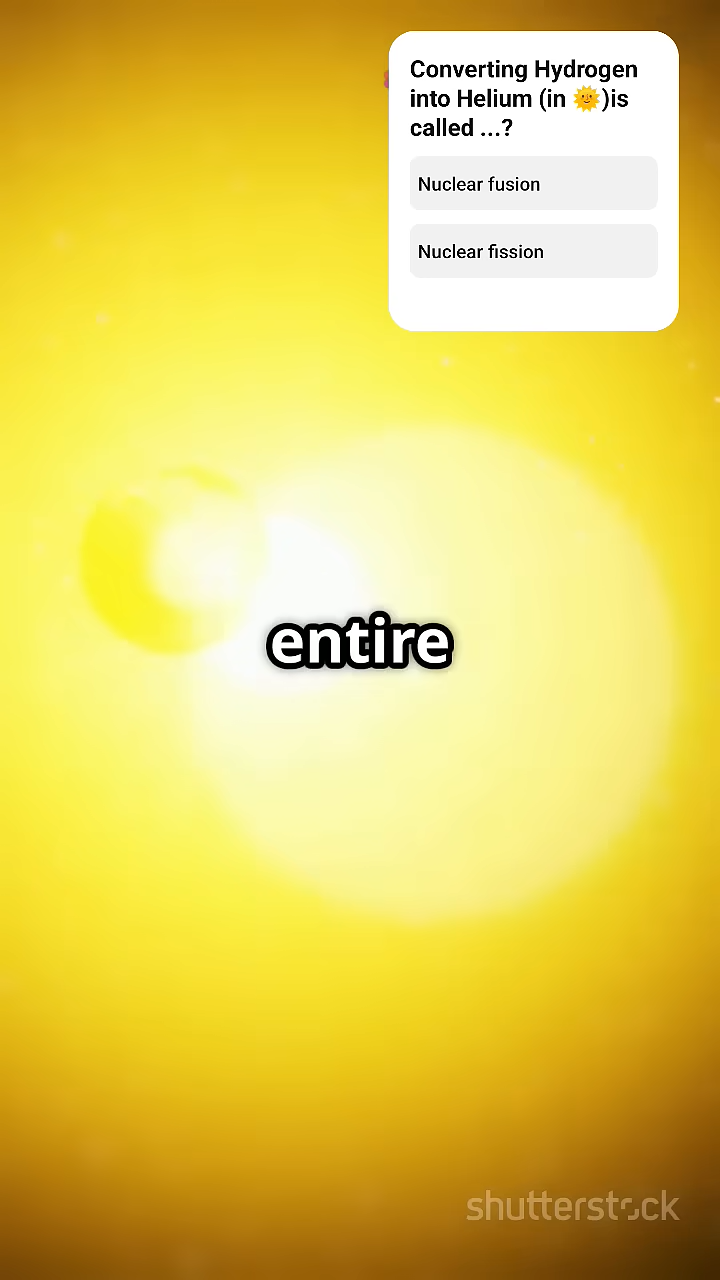 Converting Hydrogen
into Helium (in 🌞)is
called ...?
Nuclear fusion
Nuclear fission
entire
shutterstock